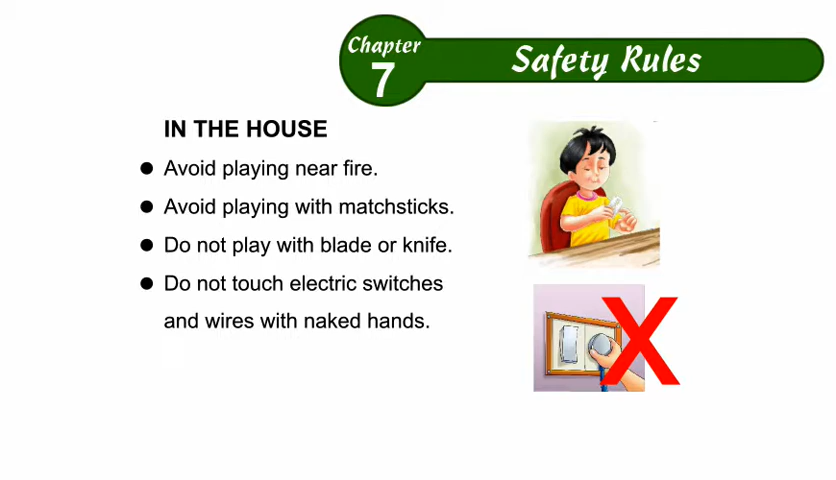 Chapter
7
Safety Rules
IN THE HOUSE
● Avoid playing near fire.
● Avoid playing with matchsticks.
● Do not play with blade or knife.
● Do not touch electric switches
and wires with naked hands.
X